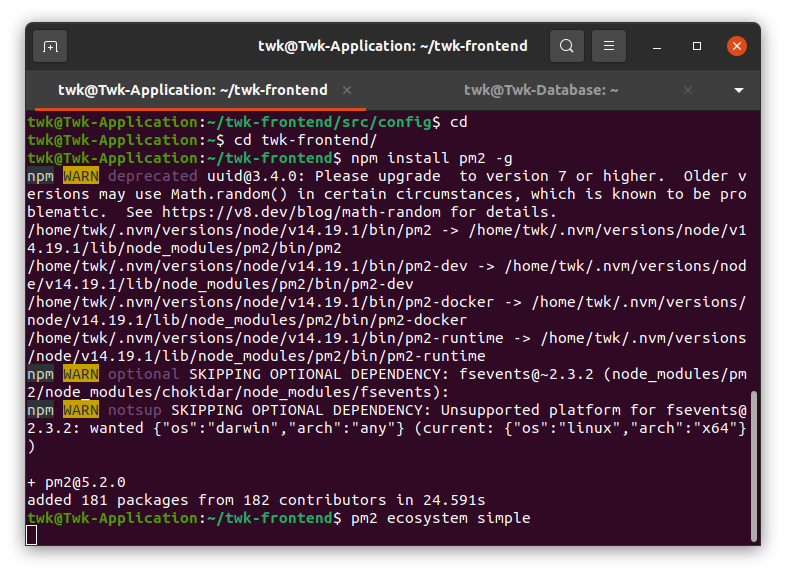 twk@Twk-Application: ~/twk-frontend
twk@Twk-Application: ~/twk-frontend
twk@Twk-Database: ~
twk@Twk-Application:~/twk-frontend/src/config$ cd
twk@Twk-Application:~$ cd twk-frontend/
twk@Twk-Application:~/twk-frontend$ npm install pm2 -g
npm WARN deprecated uuid@3.4.0: Please upgrade  to version 7 or higher.  Older v
ersions may use Math.random() in certain circumstances, which is known to be pro
blematic.  See https://v8.dev/blog/math-random for details.
/home/twk/.nvm/versions/node/v14.19.1/bin/pm2 -> /home/twk/.nvm/versions/node/v1
4.19.1/lib/node_modules/pm2/bin/pm2
/home/twk/.nvm/versions/node/v14.19.1/bin/pm2-dev -> /home/twk/.nvm/versions/nod
e/v14.19.1/lib/node_modules/pm2/bin/pm2-dev
/home/twk/.nvm/versions/node/v14.19.1/bin/pm2-docker -> /home/twk/.nvm/versions/
node/v14.19.1/lib/node_modules/pm2/bin/pm2-docker
/home/twk/.nvm/versions/node/v14.19.1/bin/pm2-runtime -> /home/twk/.nvm/versions
/node/v14.19.1/lib/node_modules/pm2/bin/pm2-runtime
npm WARN optional SKIPPING OPTIONAL DEPENDENCY: fsevents@~2.3.2 (node_modules/pm
2/node_modules/chokidar/node_modules/fsevents):
npm WARN notsup SKIPPING OPTIONAL DEPENDENCY: Unsupported platform for fsevents@
2.3.2: wanted {"os":"darwin","arch":"any"} (current: {"os":"linux","arch":"x64"}
)
+ pm2@5.2.0
added 181 packages from 182 contributors in 24.591s
twk@Twk-Application:~/twk-frontend$ pm2 ecosystem simple